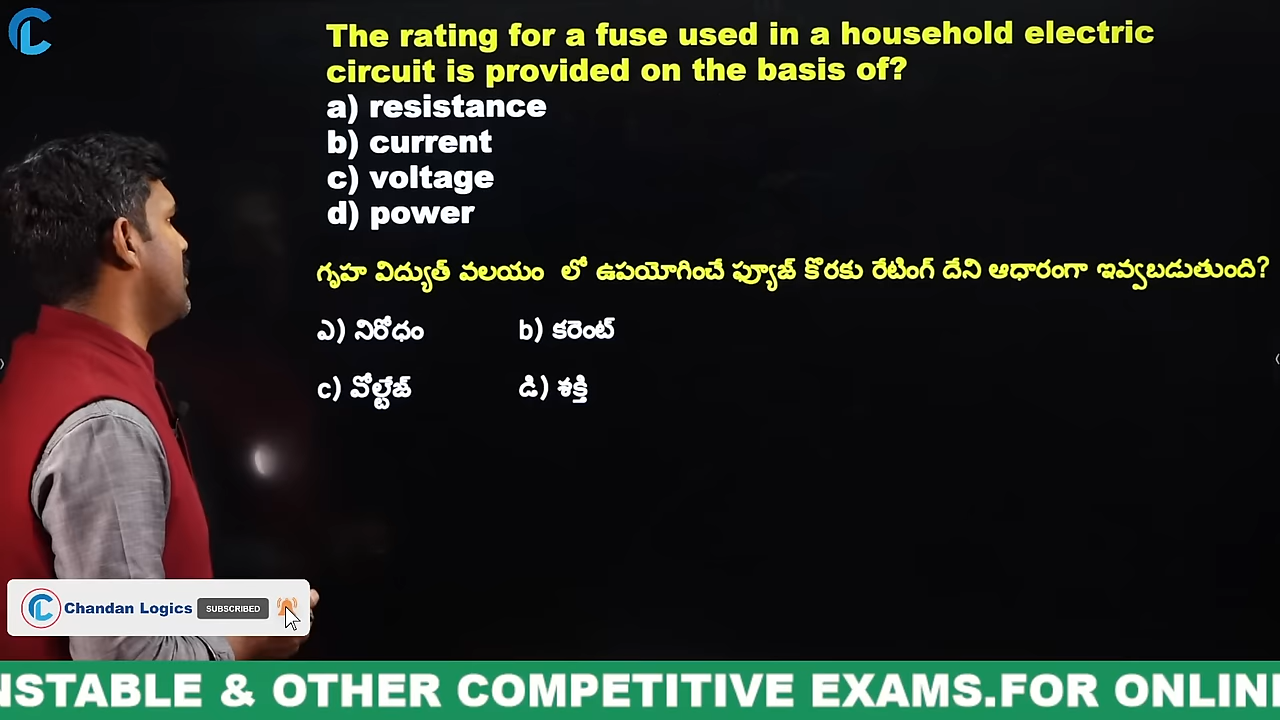 The rating for a fuse used in a household electric
circuit is provided on the basis of?
a) resistance
b) current
c) voltage
d) power
గృహ విద్యుత్ వలయం లో ఉపయోగించే ఫ్యూజ్ కొరకు రేటింగ్ దేని ఆధారంగా ఇవ్వబడుతుంది?
ఎ) నిరోధం b) కరెంట్
c) వోల్టేజ్ డి) శక్తి
Chandan Logics SUBSCRIBED
NSTABLE & OTHER COMPETITIVE EXAMS.FOR ONLINE